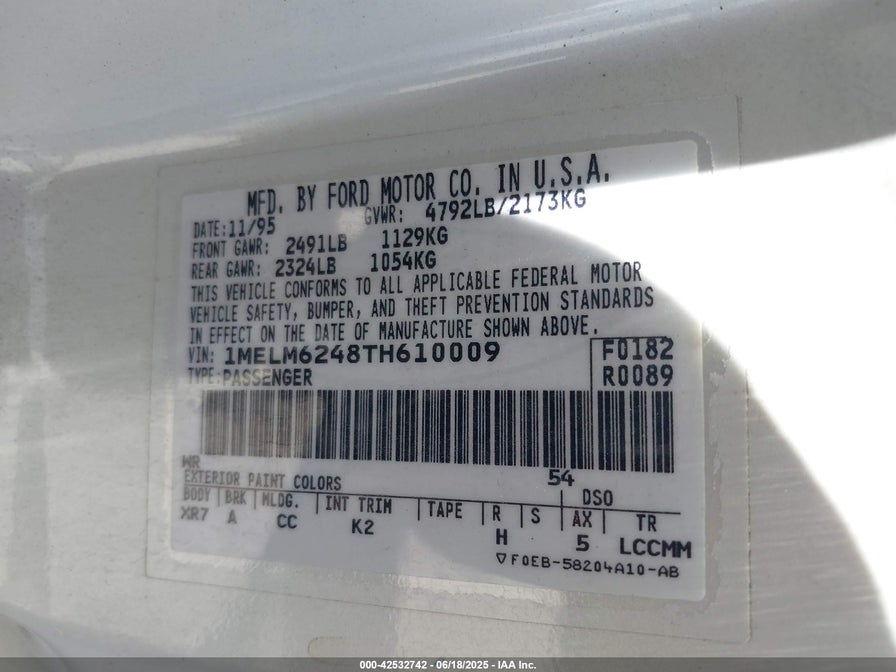 MFD. BY FORD MOTOR CO. IN U.S.A.
DATE: 11/95 GVWR: 4792LB/2173KG
FRONT GAWR: 2491LB 1129KG
REAR GAWR: 2324LB 1054KG
THIS VEHICLE CONFORMS TO ALL APPLICABLE FEDERAL MOTOR
VEHICLE SAFETY, BUMPER, AND THEFT PREVENTION STANDARDS
IN EFFECT ON THE DATE OF MANUFACTURE SHOWN ABOVE.
VIN: 1MELM6248TH610009 F0182
TYPE: PASSENGER R0089
WR 54
EXTERIOR PAINT COLORS DSO
BODY BRK MLDG. INT TRIM TAPE R S AX TR
XR7 A CC K2 H 5 LCCMM
▽F0EB-58204A10-AB
000-42532742 - 06/18/2025 - IAA Inc.